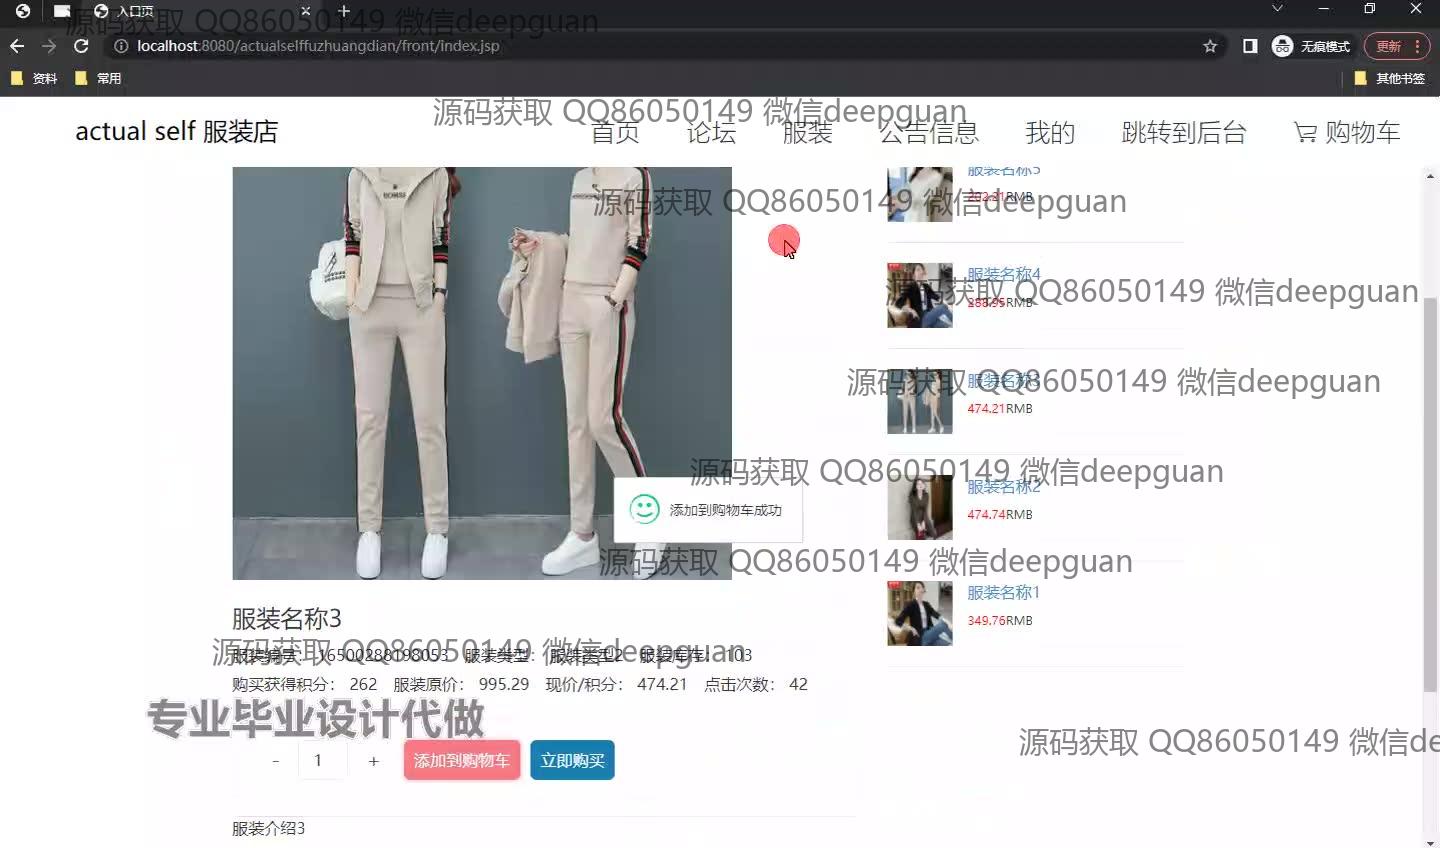 入口页
源码获取 QQ86050149 微信deepguan
localhost:8080/actualselffuzhuangdian/front/index.jsp
无痕模式
更新
资料
常用
其他书签
源码获取 QQ86050149 微信deepguan
actual self 服装店
首页
论坛
服装
公告信息
我的
跳转到后台
购物车
源码获取 QQ86050149 微信deepguan
服装名称4
288.95RMB
源码获取 QQ86050149 微信deepguan
服装名称3
474.21RMB
源码获取 QQ86050149 微信deepguan
服装名称2
474.74RMB
源码获取 QQ86050149 微信deepguan
添加到购物车成功
源码获取 QQ86050149 微信deepguan
服装名称1
349.76RMB
服装名称3
源码获取 QQ86050149 微信deepguan
服装编号: 1650028819805​3 服装类型: 服装类型2 服装库存: 103
购买获得积分: 262 服装原价: 995.29 现价/积分: 474.21 点击次数: 42
专业毕业设计代做
源码获取 QQ86050149 微信de
- 1 +
添加到购物车
立即购买
服装介绍3